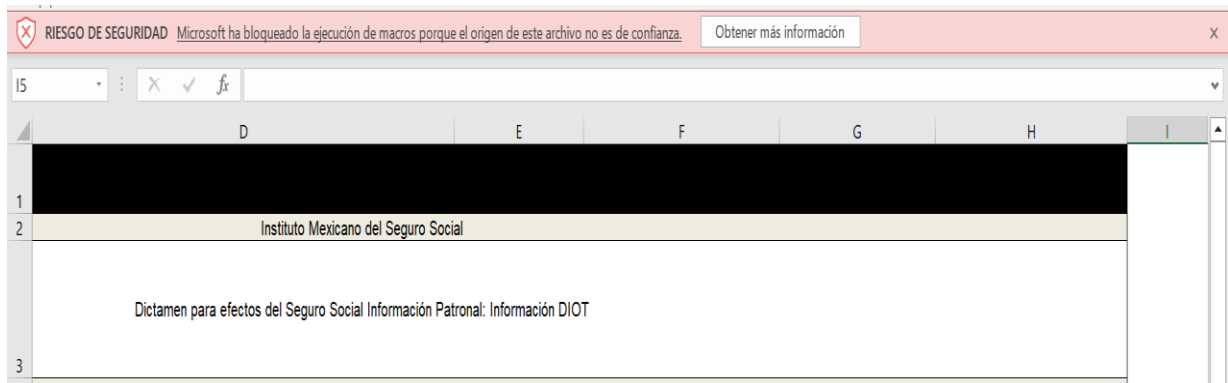 RIESGO DE SEGURIDAD Microsoft ha bloqueado la ejecución de macros porque el origen de este archivo no es de confianza. Obtener más información X
I5 fx
D E F G H I
1
2 Instituto Mexicano del Seguro Social
Dictamen para efectos del Seguro Social Información Patronal: Información DIOT
3